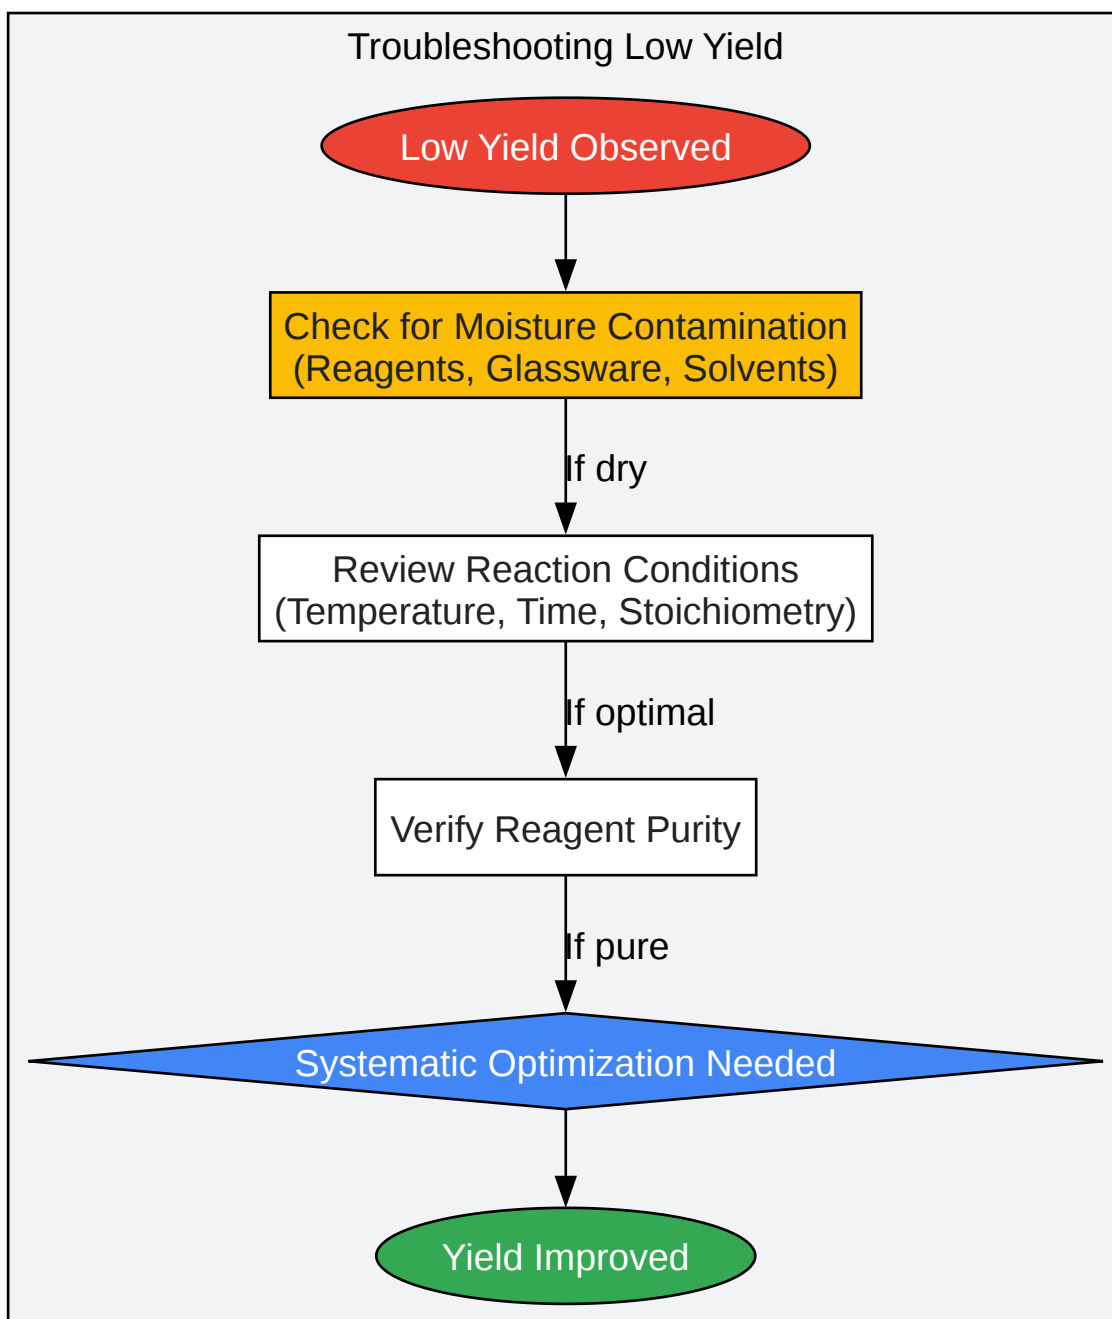 Troubleshooting Low Yield
Low Yield Observed
Check for Moisture Contamination
(Reagents, Glassware, Solvents)
If dry
Review Reaction Conditions
(Temperature, Time, Stoichiometry)
If optimal
Verify Reagent Purity
If pure
Systematic Optimization Needed
Yield Improved